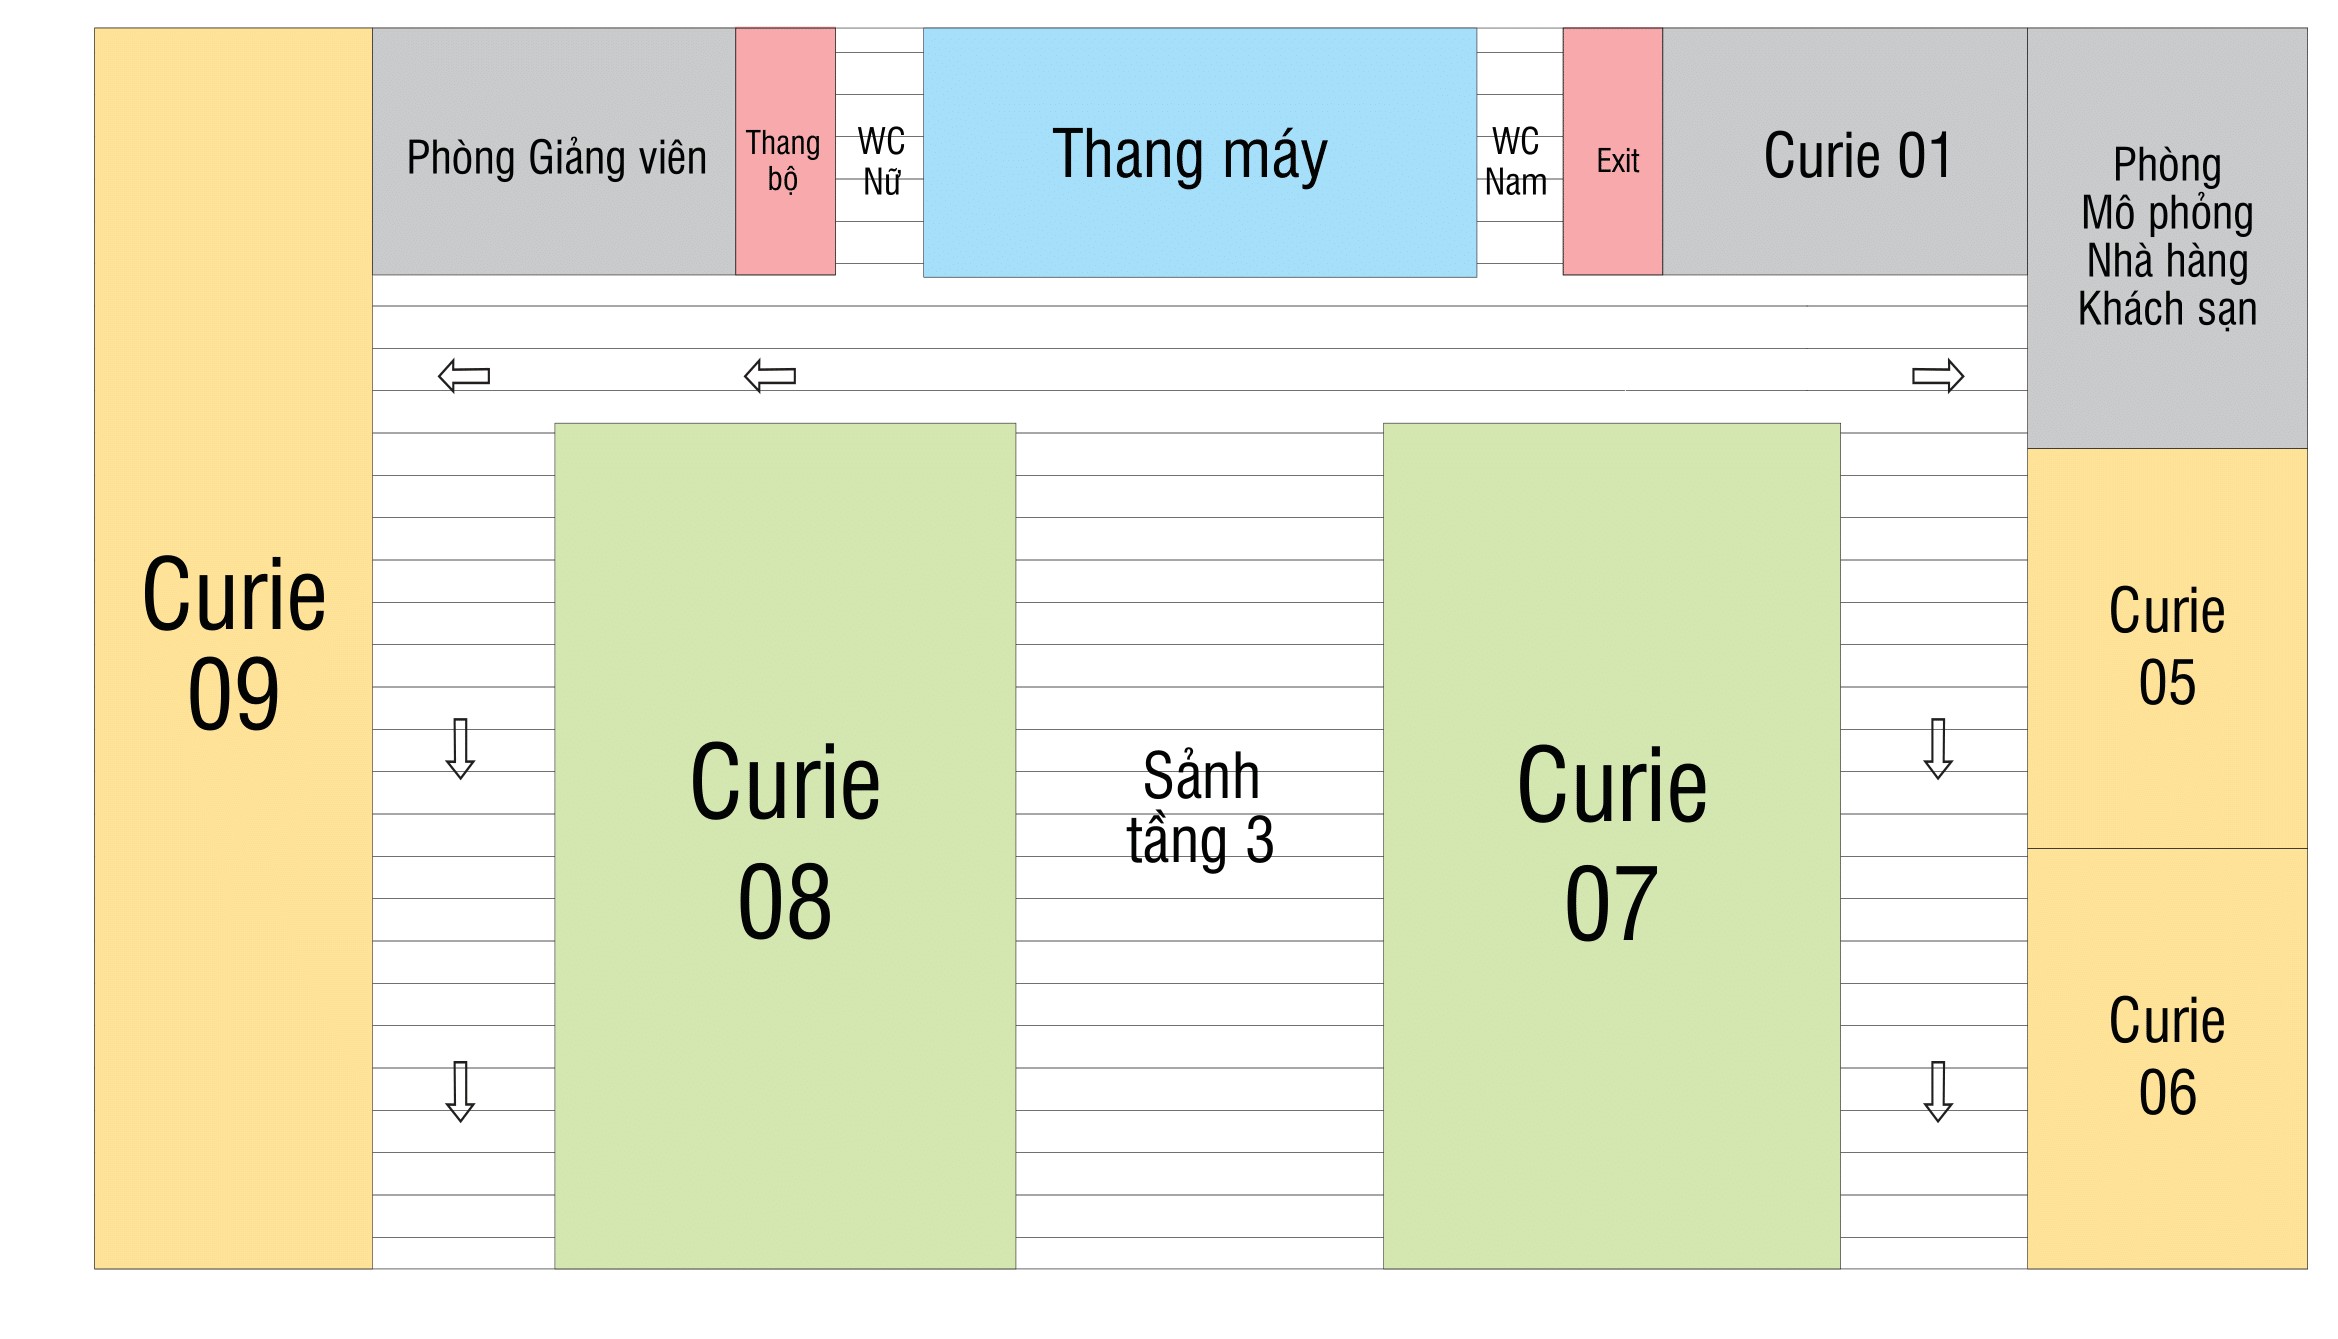 Phòng Giảng viên
Thang
bộ
WC
Nữ
Thang máy
WC
Nam
Exit
Curie 01
Phòng
Mô phỏng
Nhà hàng
Khách sạn
Curie
09
Curie
08
Sảnh
tầng 3
Curie
07
Curie
05
Curie
06